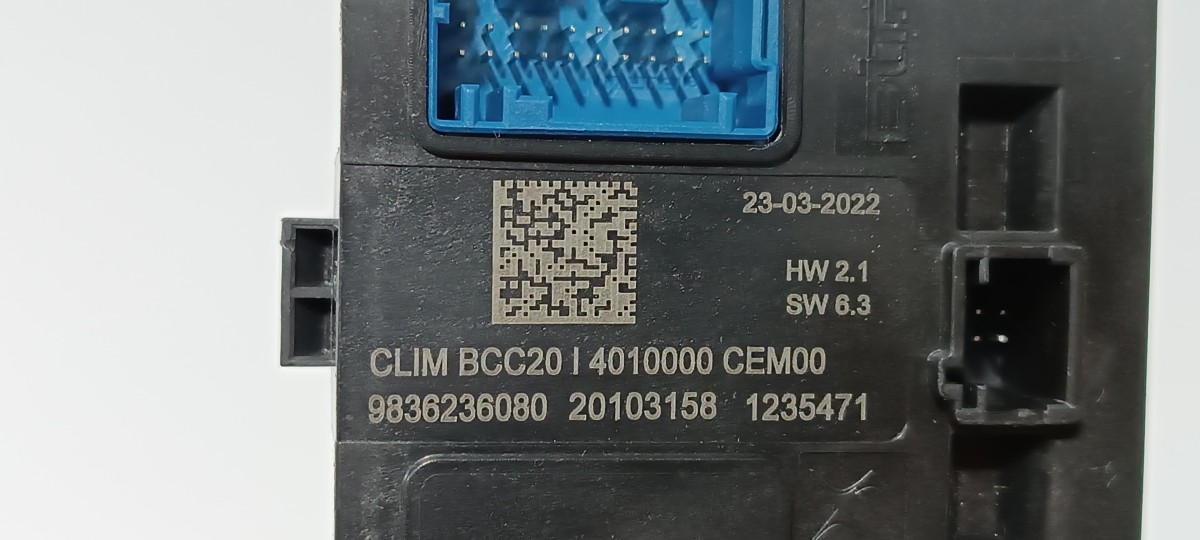 23-03-2022
HW 2.1
SW 6.3
CLIM BCC20 I 4010000 CEM00
9836236080 20103158 1235471